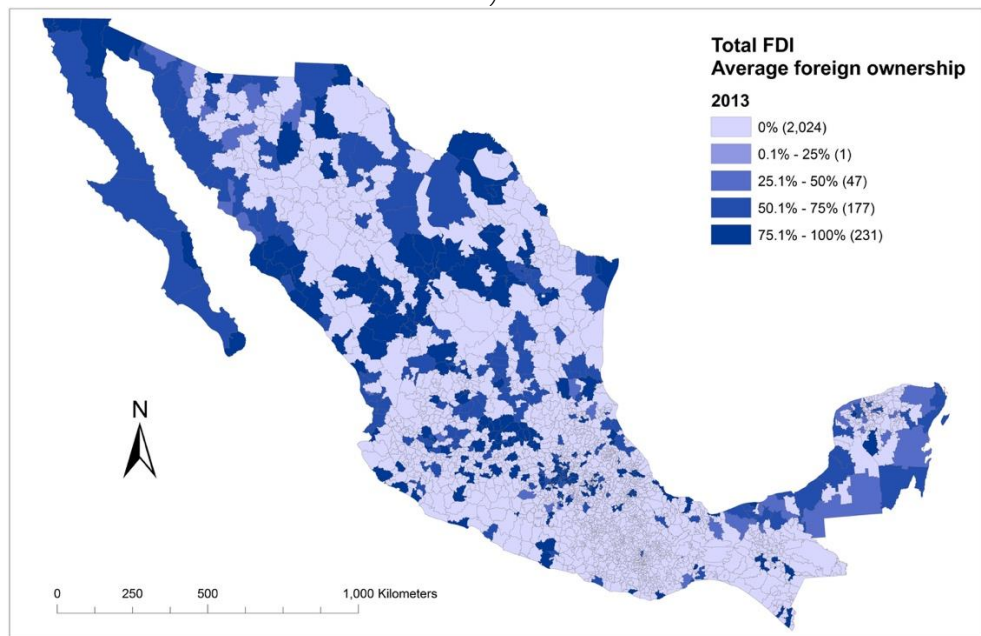 )
Total FDI
Average foreign ownership
2013
0% (2,024)
0.1% - 25% (1)
25.1% - 50% (47)
50.1% - 75% (177)
75.1% - 100% (231)
N
0 250 500 1,000 Kilometers